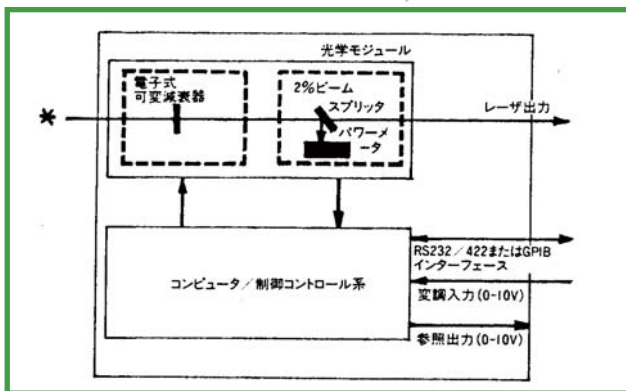 光学モジュール
電子式
可変減衰器
2%ビーム
スプリッタ
パワーメ
ータ
*
レーザ出力
コンピュータ/制御コントロール系
RS232/422またはGPIB
インターフェース
変調入力(0-10V)
参照出力(0-10V)